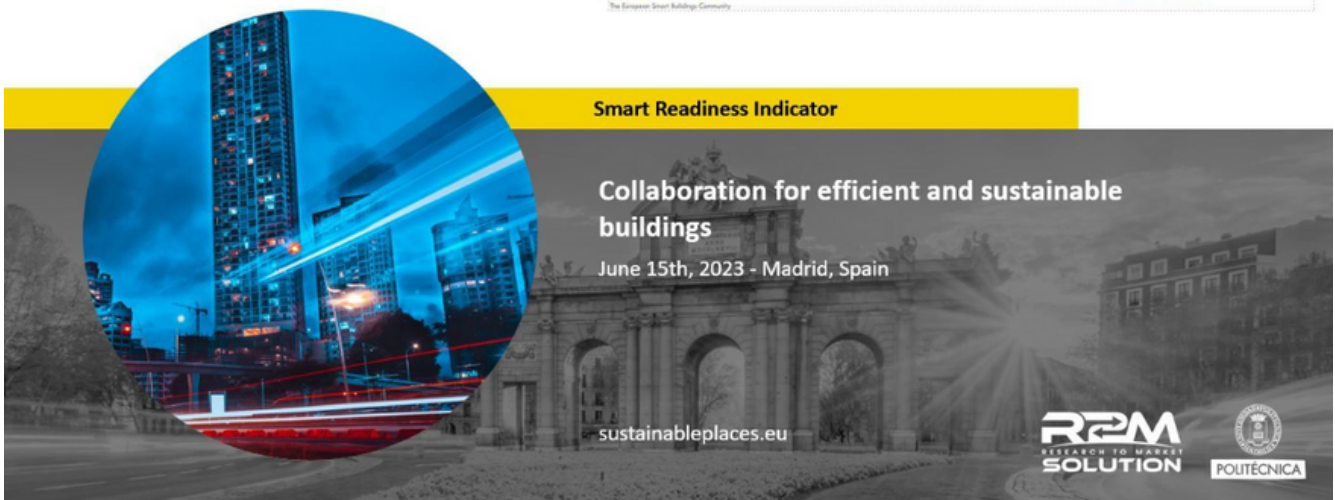 The European Smart Buildings Community
Smart Readiness Indicator
Collaboration for efficient and sustainable
buildings
June 15th, 2023 - Madrid, Spain
sustainableplaces.eu
R2M
RESEARCH TO MARKET
SOLUTION
POLITÉCNICA